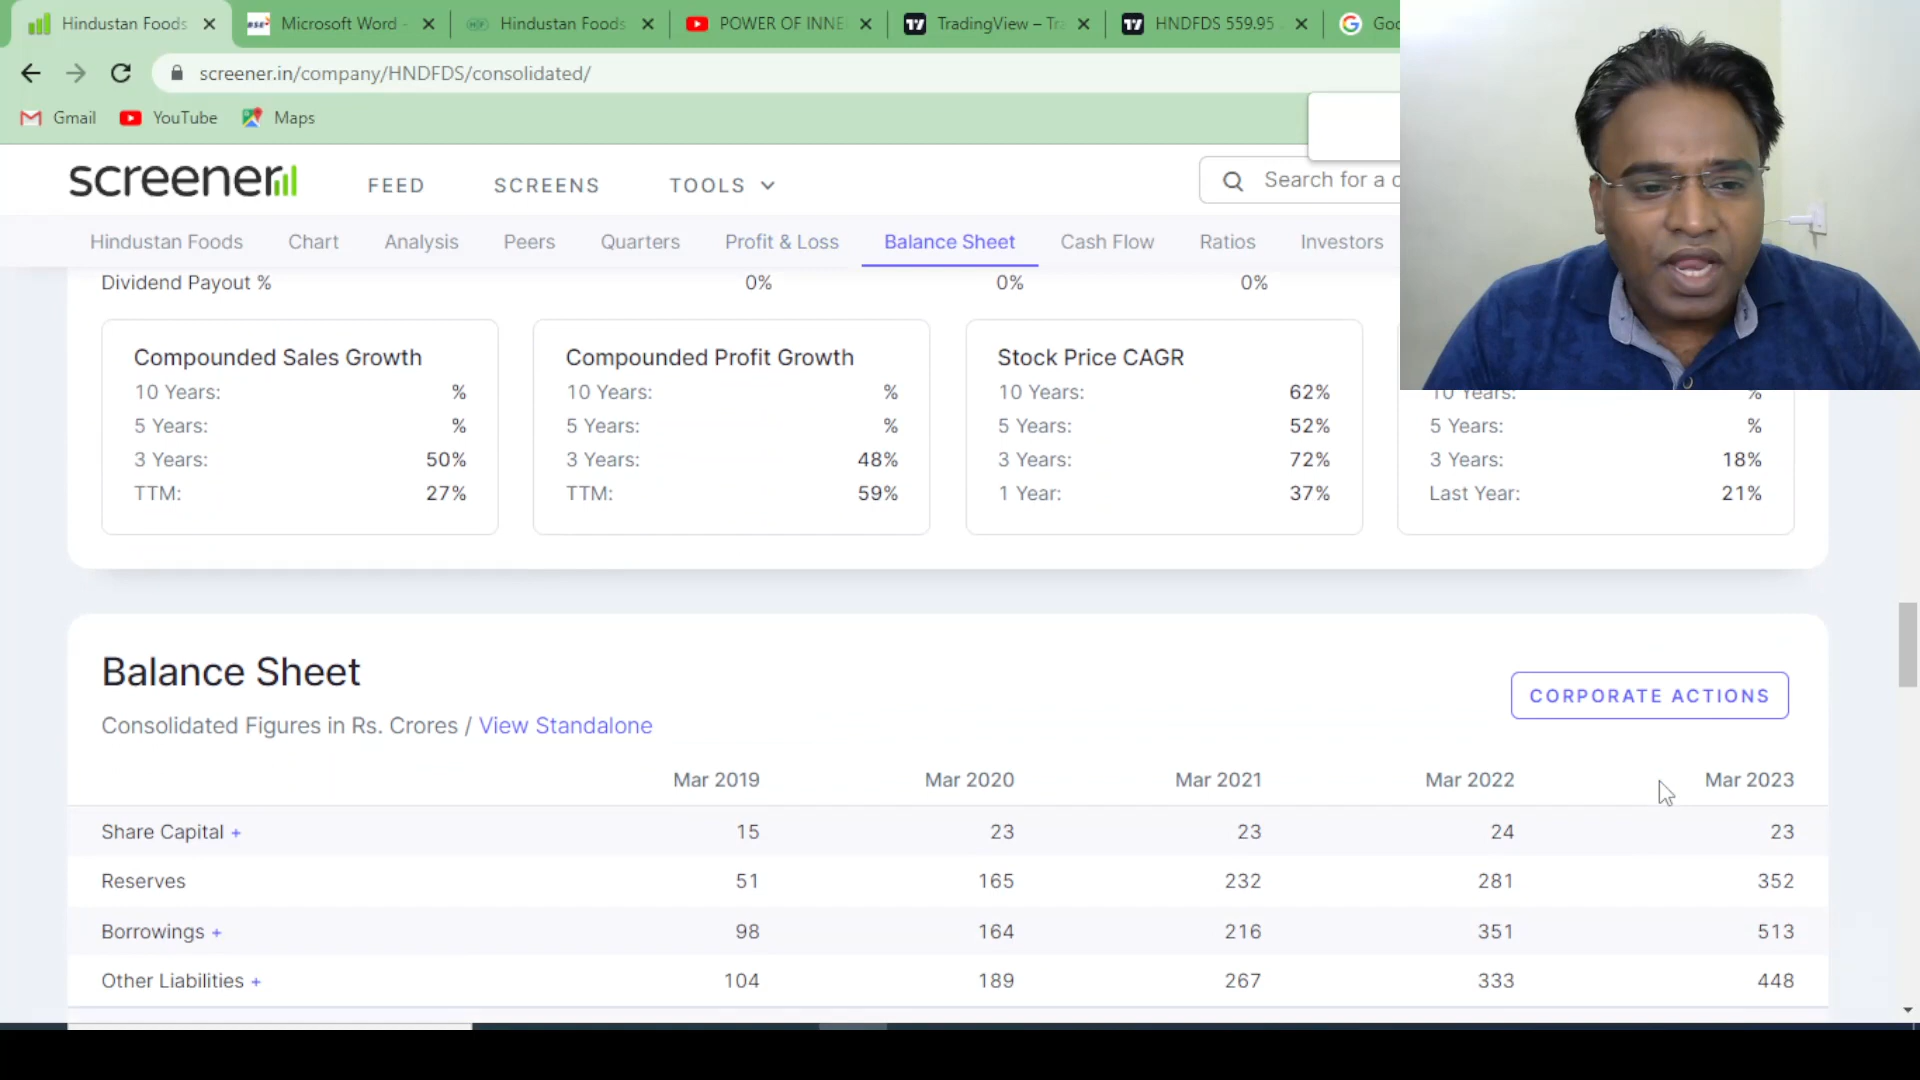 Hindustan Foods
Microsoft Word -
Hindustan Foods
POWER OF INNE
TradingView – Tra
HNDFDS 559.95
Goo
screener.in/company/HNDFDS/consolidated/
Gmail
YouTube
Maps
screener
FEED
SCREENS
TOOLS
Search for a c
Hindustan Foods
Chart
Analysis
Peers
Quarters
Profit & Loss
Balance Sheet
Cash Flow
Ratios
Investors
Dividend Payout % 0% 0% 0%
Compounded Sales Growth
10 Years: %
5 Years: %
3 Years: 50%
TTM: 27%
Compounded Profit Growth
10 Years: %
5 Years: %
3 Years: 48%
TTM: 59%
Stock Price CAGR
10 Years: 62%
5 Years: 52%
3 Years: 72%
1 Year: 37%
10 Years: %
5 Years: %
3 Years: 18%
Last Year: 21%
Balance Sheet
CORPORATE ACTIONS
Consolidated Figures in Rs. Crores / View Standalone
Mar 2019 Mar 2020 Mar 2021 Mar 2022 Mar 2023
Share Capital + 15 23 23 24 23
Reserves 51 165 232 281 352
Borrowings + 98 164 216 351 513
Other Liabilities + 104 189 267 333 448